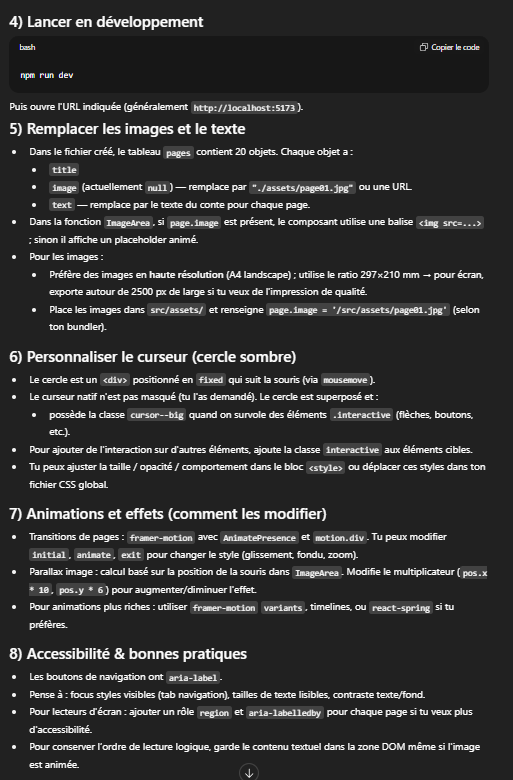 4) Lancer en développement
bash
Copier le code
npm run dev
Puis ouvre l'URL indiquée (généralement http://localhost:5173 ).
5) Remplacer les images et le texte
• Dans le fichier créé, le tableau pages contient 20 objets. Chaque objet a :
• title
• image (actuellement null ) — remplace par "./assets/page01.jpg" ou une URL.
• text — remplace par le texte du conte pour chaque page.
• Dans la fonction ImageArea, si page.image est présent, le composant utilise une balise <img src=...>
; sinon il affiche un placeholder animé.
• Pour les images :
• Préfère des images en haute résolution (A4 landscape) ; utilise le ratio 297×210 mm → pour écran,
exporte autour de 2500 px de large si tu veux de l'impression de qualité.
• Place les images dans src/assets/ et renseigne page.image = '/src/assets/page01.jpg' (selon
ton bundler).
6) Personnaliser le curseur (cercle sombre)
• Le cercle est un <div> positionné en fixed qui suit la souris (via mousemove ).
• Le curseur natif n'est pas masqué (tu l'as demandé). Le cercle est superposé et :
• possède la classe cursor--big quand on survole des éléments .interactive (flèches, boutons,
etc.).
• Pour ajouter de l'interaction sur d'autres éléments, ajoute la classe interactive aux éléments cibles.
• Tu peux ajuster la taille / opacité / comportement dans le bloc <style> ou déplacer ces styles dans ton
fichier CSS global.
7) Animations et effets (comment les modifier)
• Transitions de pages : framer-motion avec AnimatePresence et motion.div. Tu peux modifier
initial, animate, exit pour changer le style (glissement, fondu, zoom).
• Parallax image : calcul basé sur la position de la souris dans ImageArea. Modifie le multiplicateur ( pos.x
* 10, pos.y * 6 ) pour augmenter/diminuer l'effet.
• Pour animations plus riches : utiliser framer-motion variants, timelines, ou react-spring si tu
préfères.
8) Accessibilité & bonnes pratiques
• Les boutons de navigation ont aria-label.
• Pense à : focus styles visibles (tab navigation), tailles de texte lisibles, contraste texte/fond.
• Pour lecteurs d'écran : ajouter un rôle region et aria-labelledby pour chaque page si tu veux plus
d'accessibilité.
• Pour conserver l'ordre de lecture logique, garde le contenu textuel dans la zone DOM même si l'image
est animée.